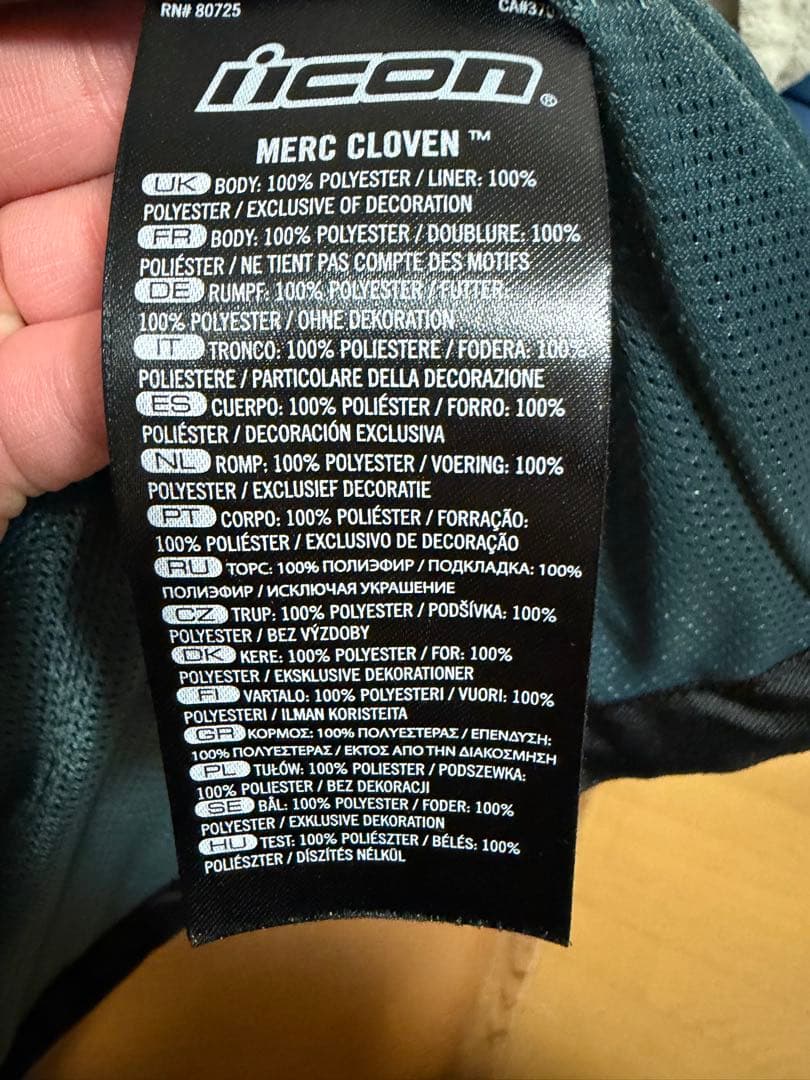 RN# 80725
CA#370
icon®
MERC CLOVEN ™
UK BODY: 100% POLYESTER / LINER: 100%
POLYESTER / EXCLUSIVE OF DECORATION
FR BODY: 100% POLYESTER / DOUBLURE: 100%
POLIÉSTER / NE TIENT PAS COMPTE DES MOTIFS
DE RUMPF: 100% POLYESTER / FUTTER:
100% POLYESTER / OHNE DEKORATION
IT TRONCO: 100% POLIESTERE / FODERA: 100%
POLIESTERE / PARTICOLARE DELLA DECORAZIONE
ES CUERPO: 100% POLIÉSTER / FORRO: 100%
POLIÉSTER / DECORACIÓN EXCLUSIVA
NL ROMP: 100% POLYESTER / VOERING: 100%
POLYESTER / EXCLUSIEF DECORATIE
PT CORPO: 100% POLIÉSTER / FORRAÇÃO:
100% POLIÉSTER / EXCLUSIVO DE DECORAÇÃO
RU ТОРС: 100% ПОЛИЭФИР / ПОДКЛАДКА: 100%
ПОЛИЭФИР / ИСКЛЮЧАЯ УКРАШЕНИЕ
CZ TRUP: 100% POLYESTER / PODŠÍVKA: 100%
POLYESTER / BEZ VÝZDOBY
DK KERE: 100% POLYESTER / FOR: 100%
POLYESTER / EKSKLUSIVE DEKORATIONER
FI VARTALO: 100% POLYESTERI / VUORI: 100%
POLYESTERI / ILMAN KORISTEITA
GR ΚΟΡΜΟΣ: 100% ΠΟΛΥΕΣΤΕΡΑΣ / ΕΠΕΝΔΥΣΗ:
100% ΠΟΛΥΕΣΤΕΡΑΣ / ΕΚΤΟΣ ΑΠΟ ΤΗΝ ΔΙΑΚΟΣΜΗΣΗ
PL TUŁÓW: 100% POLIESTER / PODSZEWKA:
100% POLIESTER / BEZ DEKORACJI
SE BÅL: 100% POLYESTER / FODER: 100%
POLYESTER / EXKLUSIVE DEKORATION
HU TEST: 100% POLIÉSZTER / BÉLÉS: 100%
POLIÉSZTER / DÍSZÍTÉS NÉLKÜL